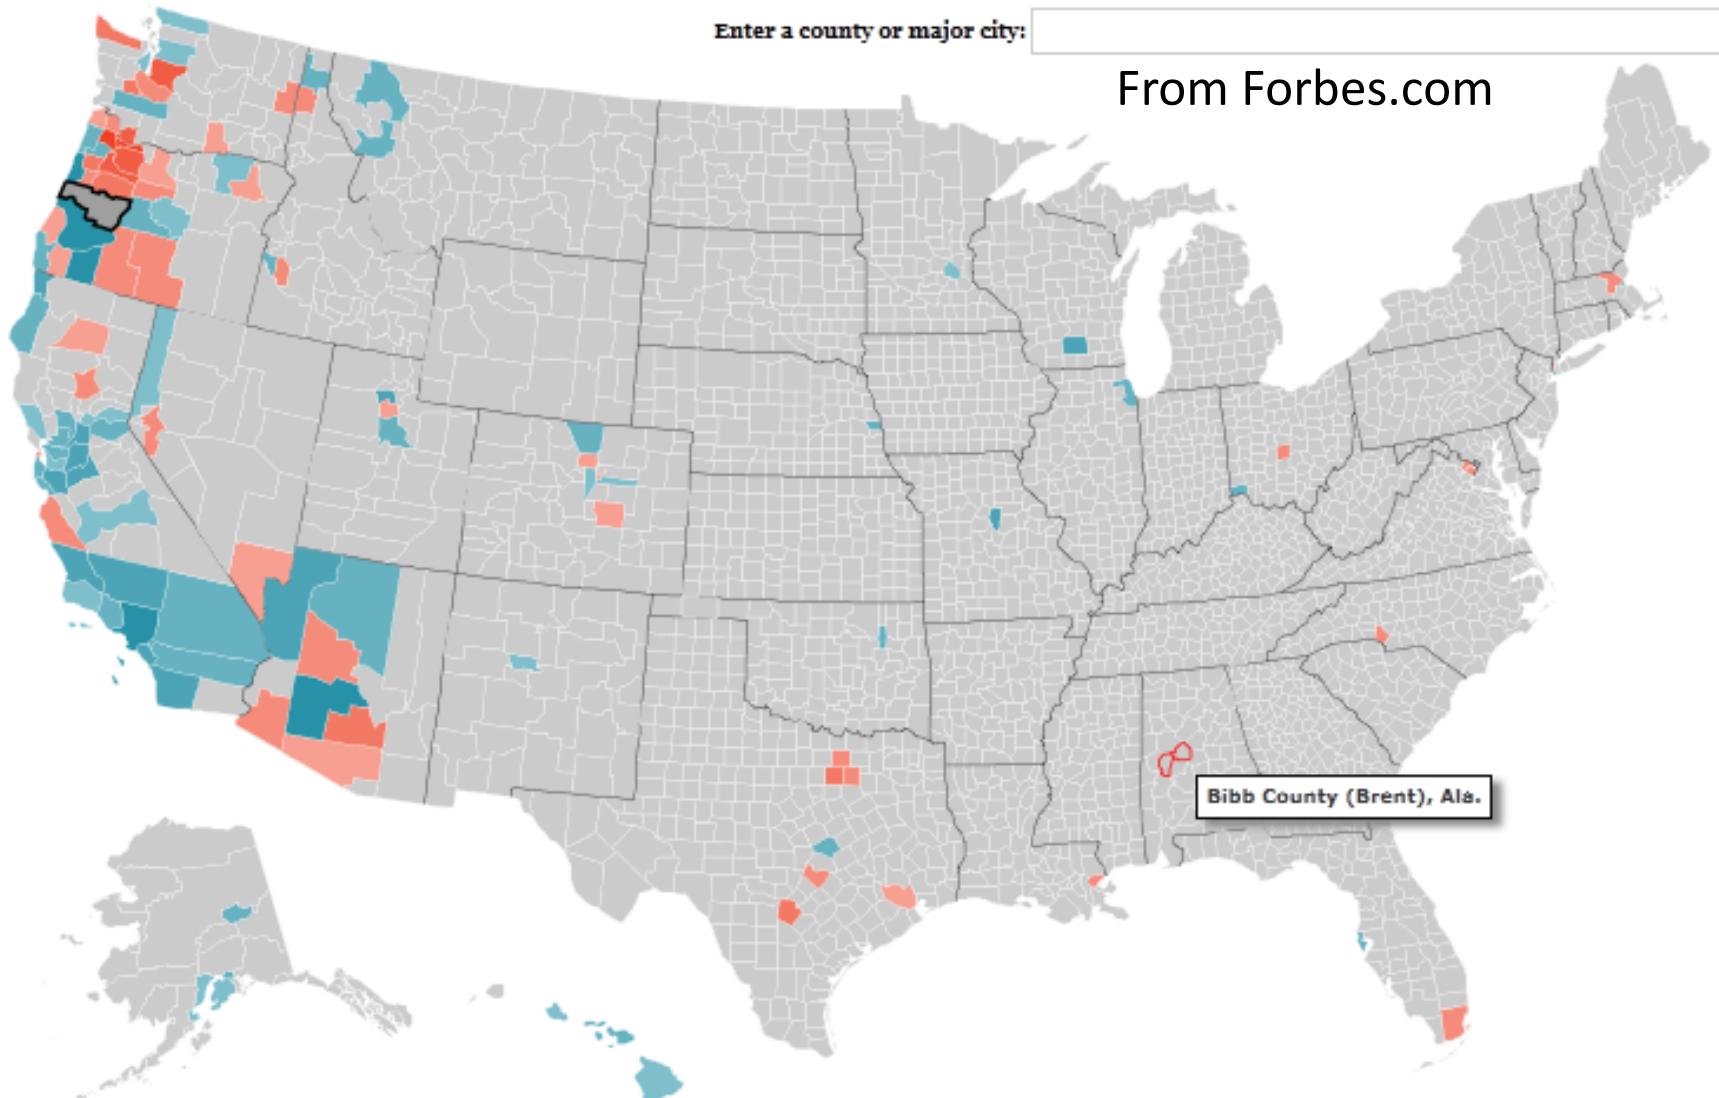 Enter a county or major city:
From Forbes.com
Bibb County (Brent), Ala.